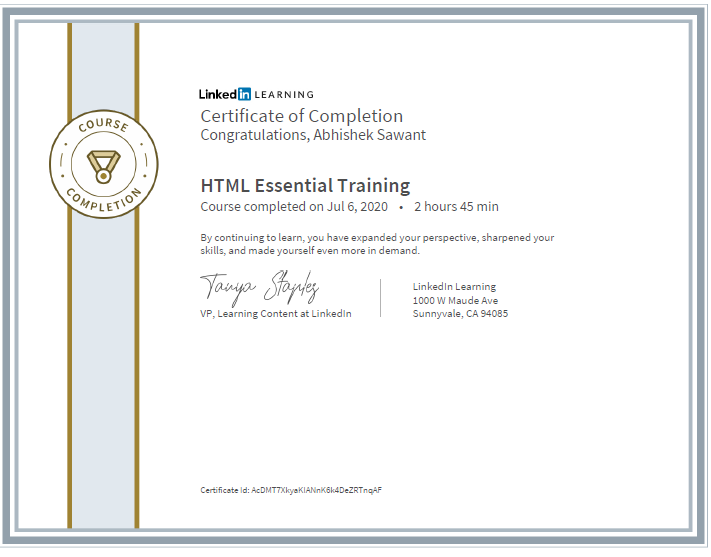 COURSE
COMPLETION
Linked in LEARNING
Certificate of Completion
Congratulations, Abhishek Sawant
HTML Essential Training
Course completed on Jul 6, 2020 • 2 hours 45 min
By continuing to learn, you have expanded your perspective, sharpened your
skills, and made yourself even more in demand.
Tanya Staples
VP, Learning Content at LinkedIn
LinkedIn Learning
1000 W Maude Ave
Sunnyvale, CA 94085
Certificate Id: AcDMT7XkyaKIANnK6k4DeZRTnqAF